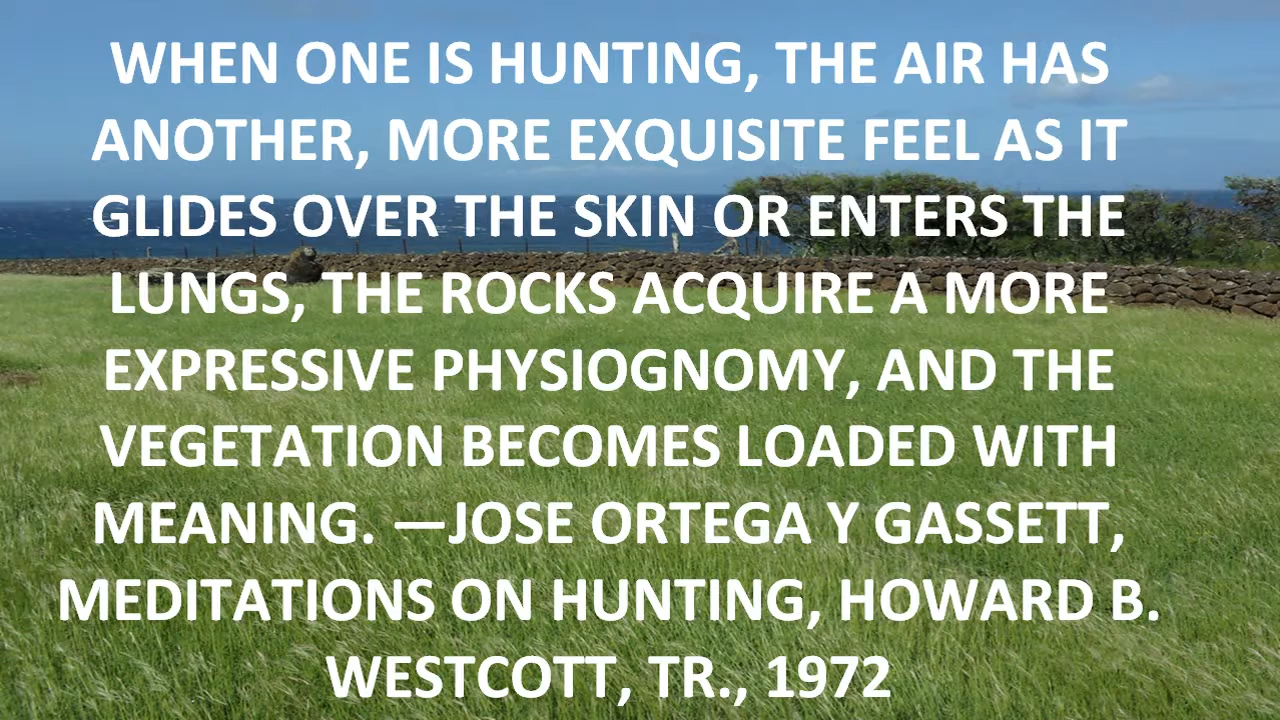 WHEN ONE IS HUNTING, THE AIR HAS
ANOTHER, MORE EXQUISITE FEEL AS IT
GLIDES OVER THE SKIN OR ENTERS THE
LUNGS, THE ROCKS ACQUIRE A MORE
EXPRESSIVE PHYSIOGNOMY, AND THE
VEGETATION BECOMES LOADED WITH
MEANING. —JOSE ORTEGA Y GASSETT,
MEDITATIONS ON HUNTING, HOWARD B.
WESTCOTT, TR., 1972